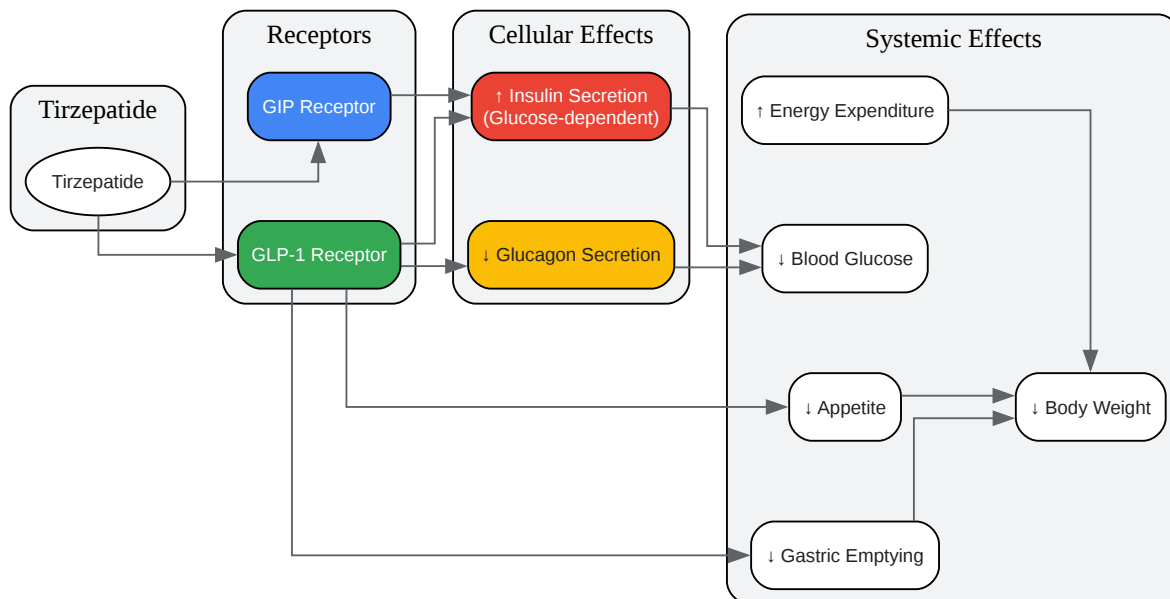 Tirzepatide
Tirzepatide
Receptors
GIP Receptor
GLP-1 Receptor
Cellular Effects
↑ Insulin Secretion
(Glucose-dependent)
↓ Glucagon Secretion
Systemic Effects
↑ Energy Expenditure
↓ Blood Glucose
↓ Appetite
↓ Body Weight
↓ Gastric Emptying